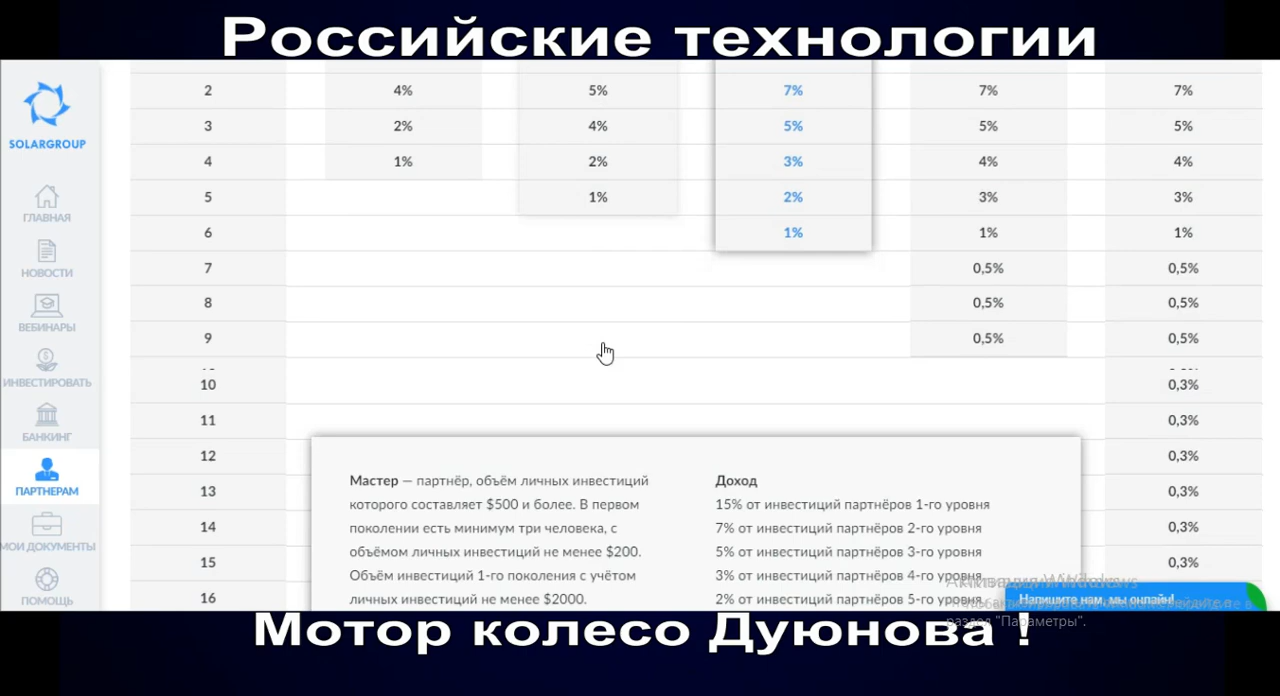 Российские технологии
SOLARGROUP
ГЛАВНАЯ
НОВОСТИ
ВЕБИНАРЫ
ИНВЕСТИРОВАТЬ
БАНКИНГ
ПАРТНЕРАМ
МОИ ДОКУМЕНТЫ
ПОМОЩЬ
2 4% 5% 7% 7% 7%
3 2% 4% 5% 5% 5%
4 1% 2% 3% 4% 4%
5 1% 2% 3% 3%
6 1% 1% 1%
7 0,5% 0,5%
8 0,5% 0,5%
9 0,5% 0,5%
10 0,3%
11 0,3%
12 0,3%
13 0,3%
14 0,3%
15 0,3%
16
Мастер — партнёр, объём личных инвестиций
которого составляет $500 и более. В первом
поколении есть минимум три человека, с
объёмом личных инвестиций не менее $200.
Объём инвестиций 1-го поколения с учётом
личных инвестиций не менее $2000.
Доход
15% от инвестиций партнёров 1-го уровня
7% от инвестиций партнёров 2-го уровня
5% от инвестиций партнёров 3-го уровня
3% от инвестиций партнёров 4-го уровня
2% от инвестиций партнёров 5-го уровня
Напишите нам, мы онлайн!
раздел "Параметры".
Мотор колесо Дуюнова !